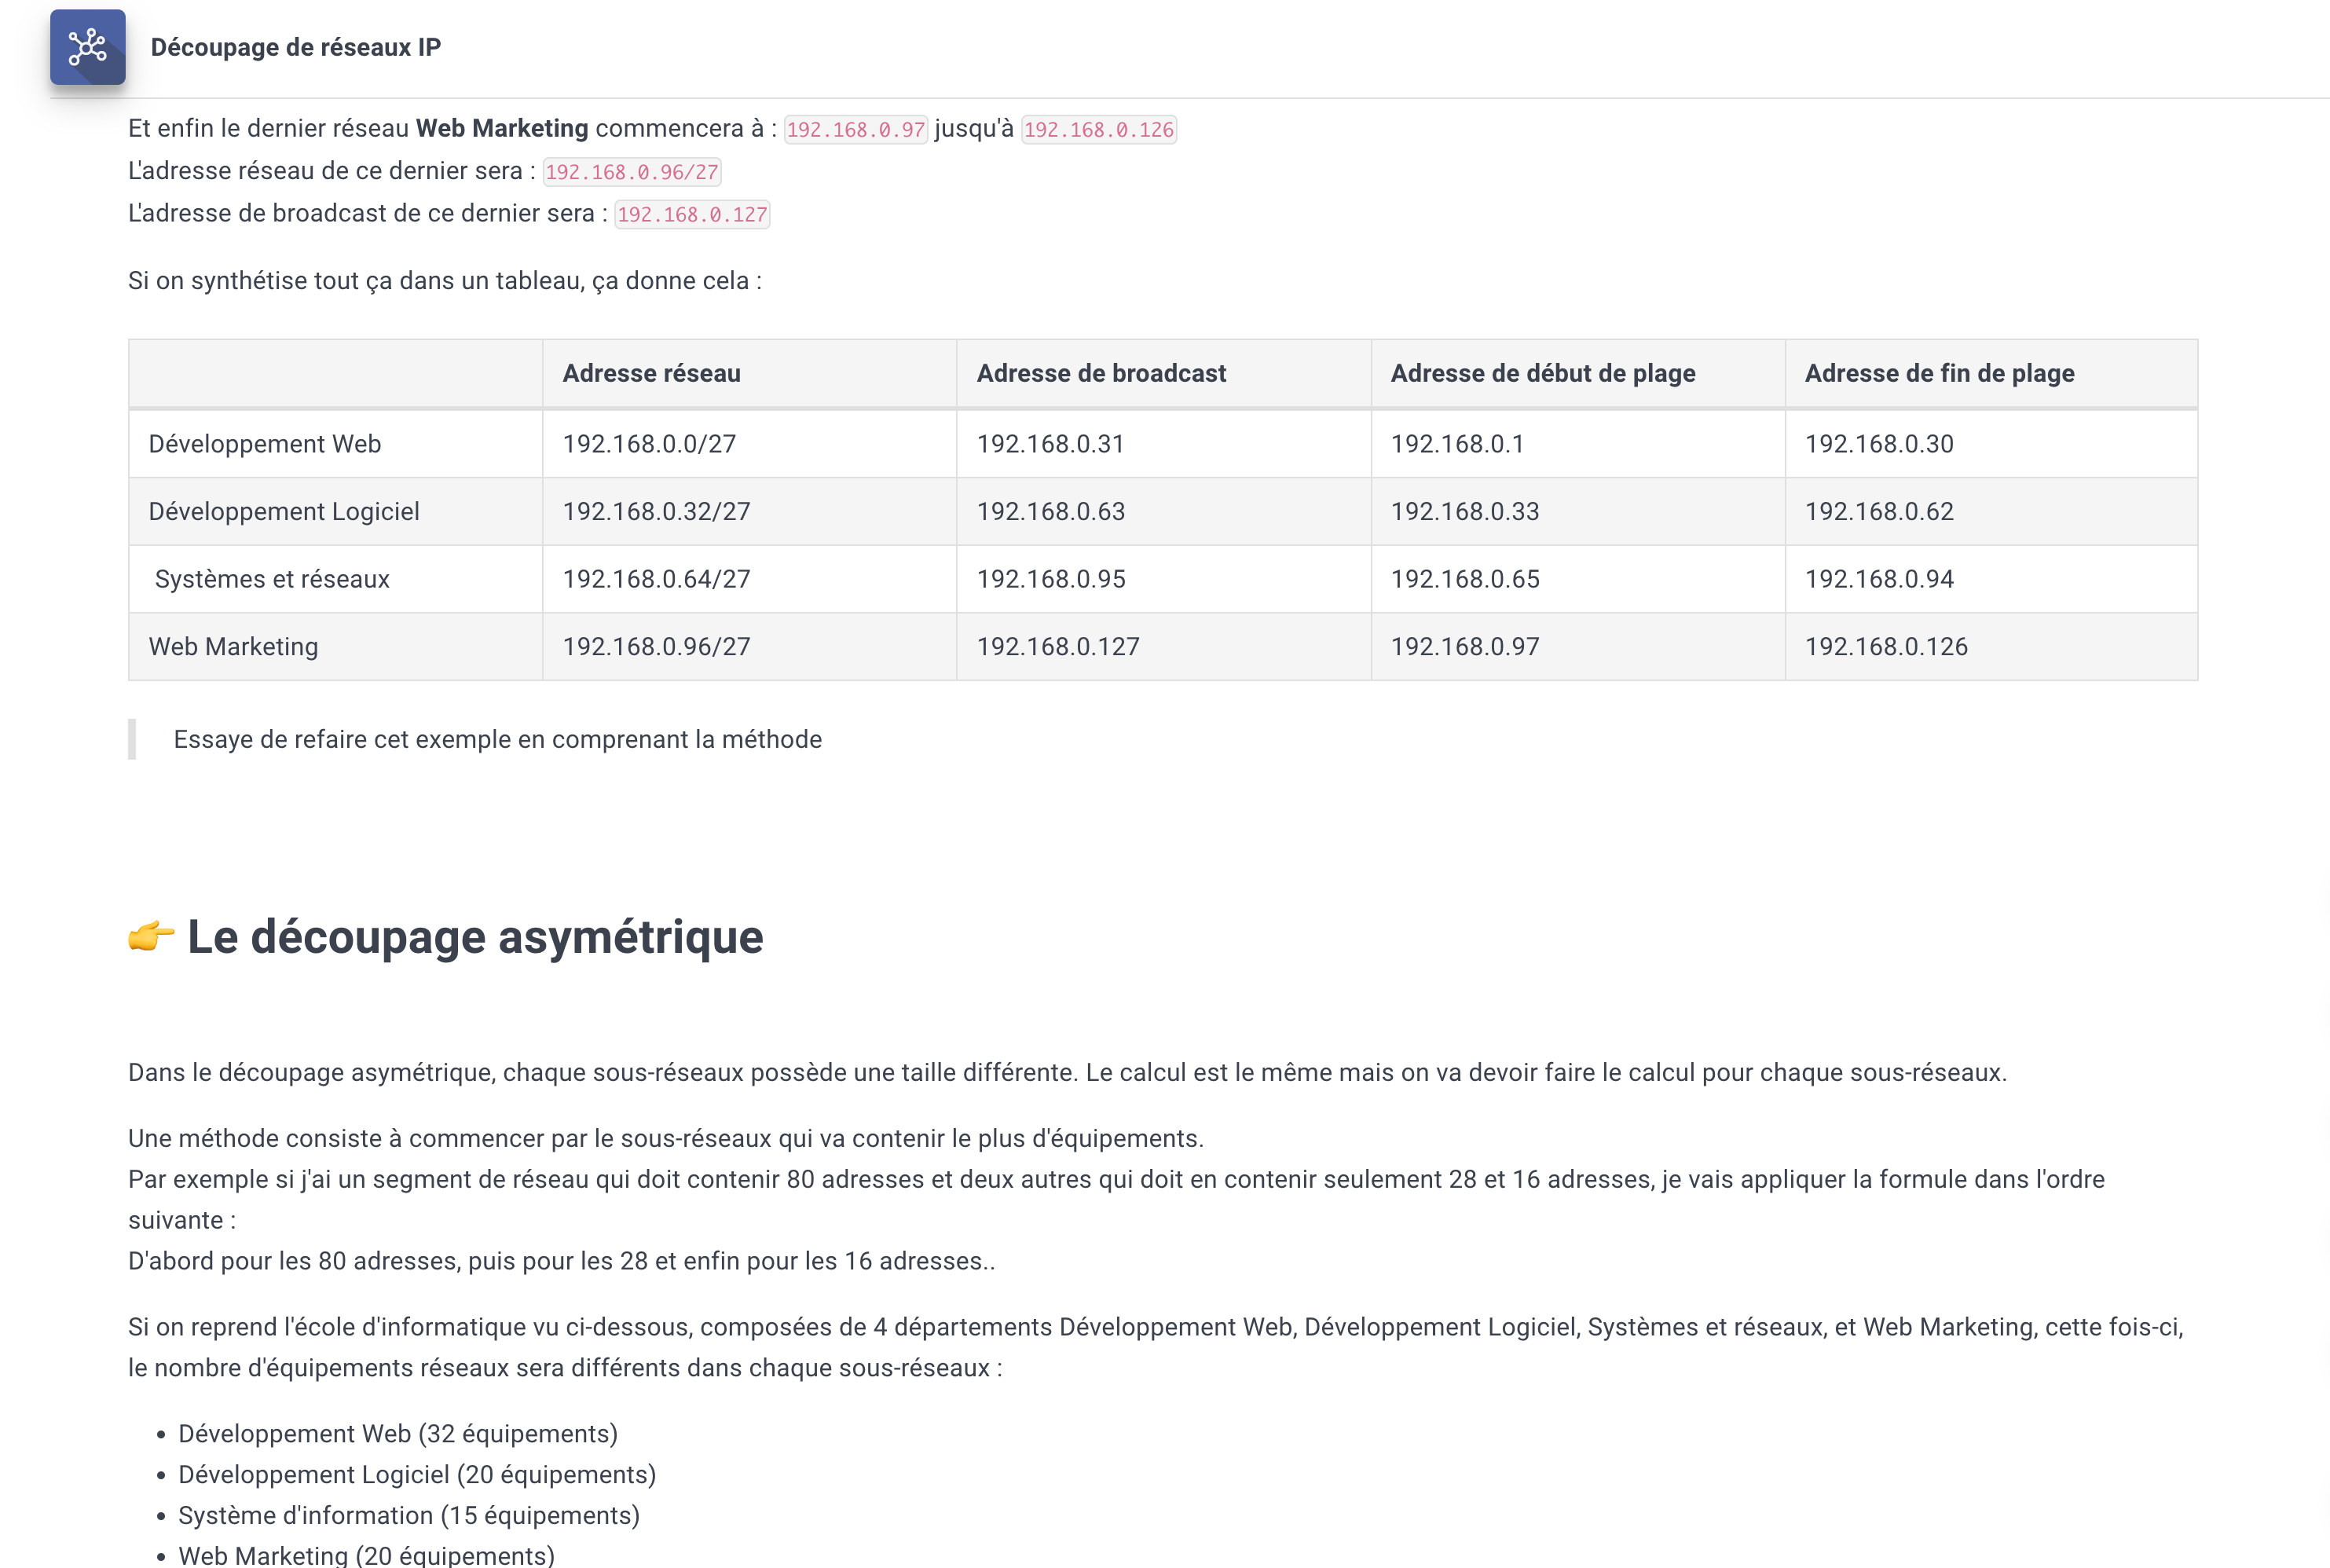 Découpage de réseaux IP
Et enfin le dernier réseau Web Marketing commencera à : 192.168.0.97 jusqu'à 192.168.0.126
L'adresse réseau de ce dernier sera : 192.168.0.96/27
L'adresse de broadcast de ce dernier sera : 192.168.0.127
Si on synthétise tout ça dans un tableau, ça donne cela :
Adresse réseau Adresse de broadcast Adresse de début de plage Adresse de fin de plage
Développement Web 192.168.0.0/27 192.168.0.31 192.168.0.1 192.168.0.30
Développement Logiciel 192.168.0.32/27 192.168.0.63 192.168.0.33 192.168.0.62
Systèmes et réseaux 192.168.0.64/27 192.168.0.95 192.168.0.65 192.168.0.94
Web Marketing 192.168.0.96/27 192.168.0.127 192.168.0.97 192.168.0.126
Essaye de refaire cet exemple en comprenant la méthode
👉 Le découpage asymétrique
Dans le découpage asymétrique, chaque sous-réseaux possède une taille différente. Le calcul est le même mais on va devoir faire le calcul pour chaque sous-réseaux.
Une méthode consiste à commencer par le sous-réseaux qui va contenir le plus d'équipements.
Par exemple si j'ai un segment de réseau qui doit contenir 80 adresses et deux autres qui doit en contenir seulement 28 et 16 adresses, je vais appliquer la formule dans l'ordre
suivante :
D'abord pour les 80 adresses, puis pour les 28 et enfin pour les 16 adresses..
Si on reprend l'école d'informatique vu ci-dessous, composées de 4 départements Développement Web, Développement Logiciel, Systèmes et réseaux, et Web Marketing, cette fois-ci,
le nombre d'équipements réseaux sera différents dans chaque sous-réseaux :
• Développement Web (32 équipements)
• Développement Logiciel (20 équipements)
• Système d'information (15 équipements)
• Web Marketing (20 équipements)